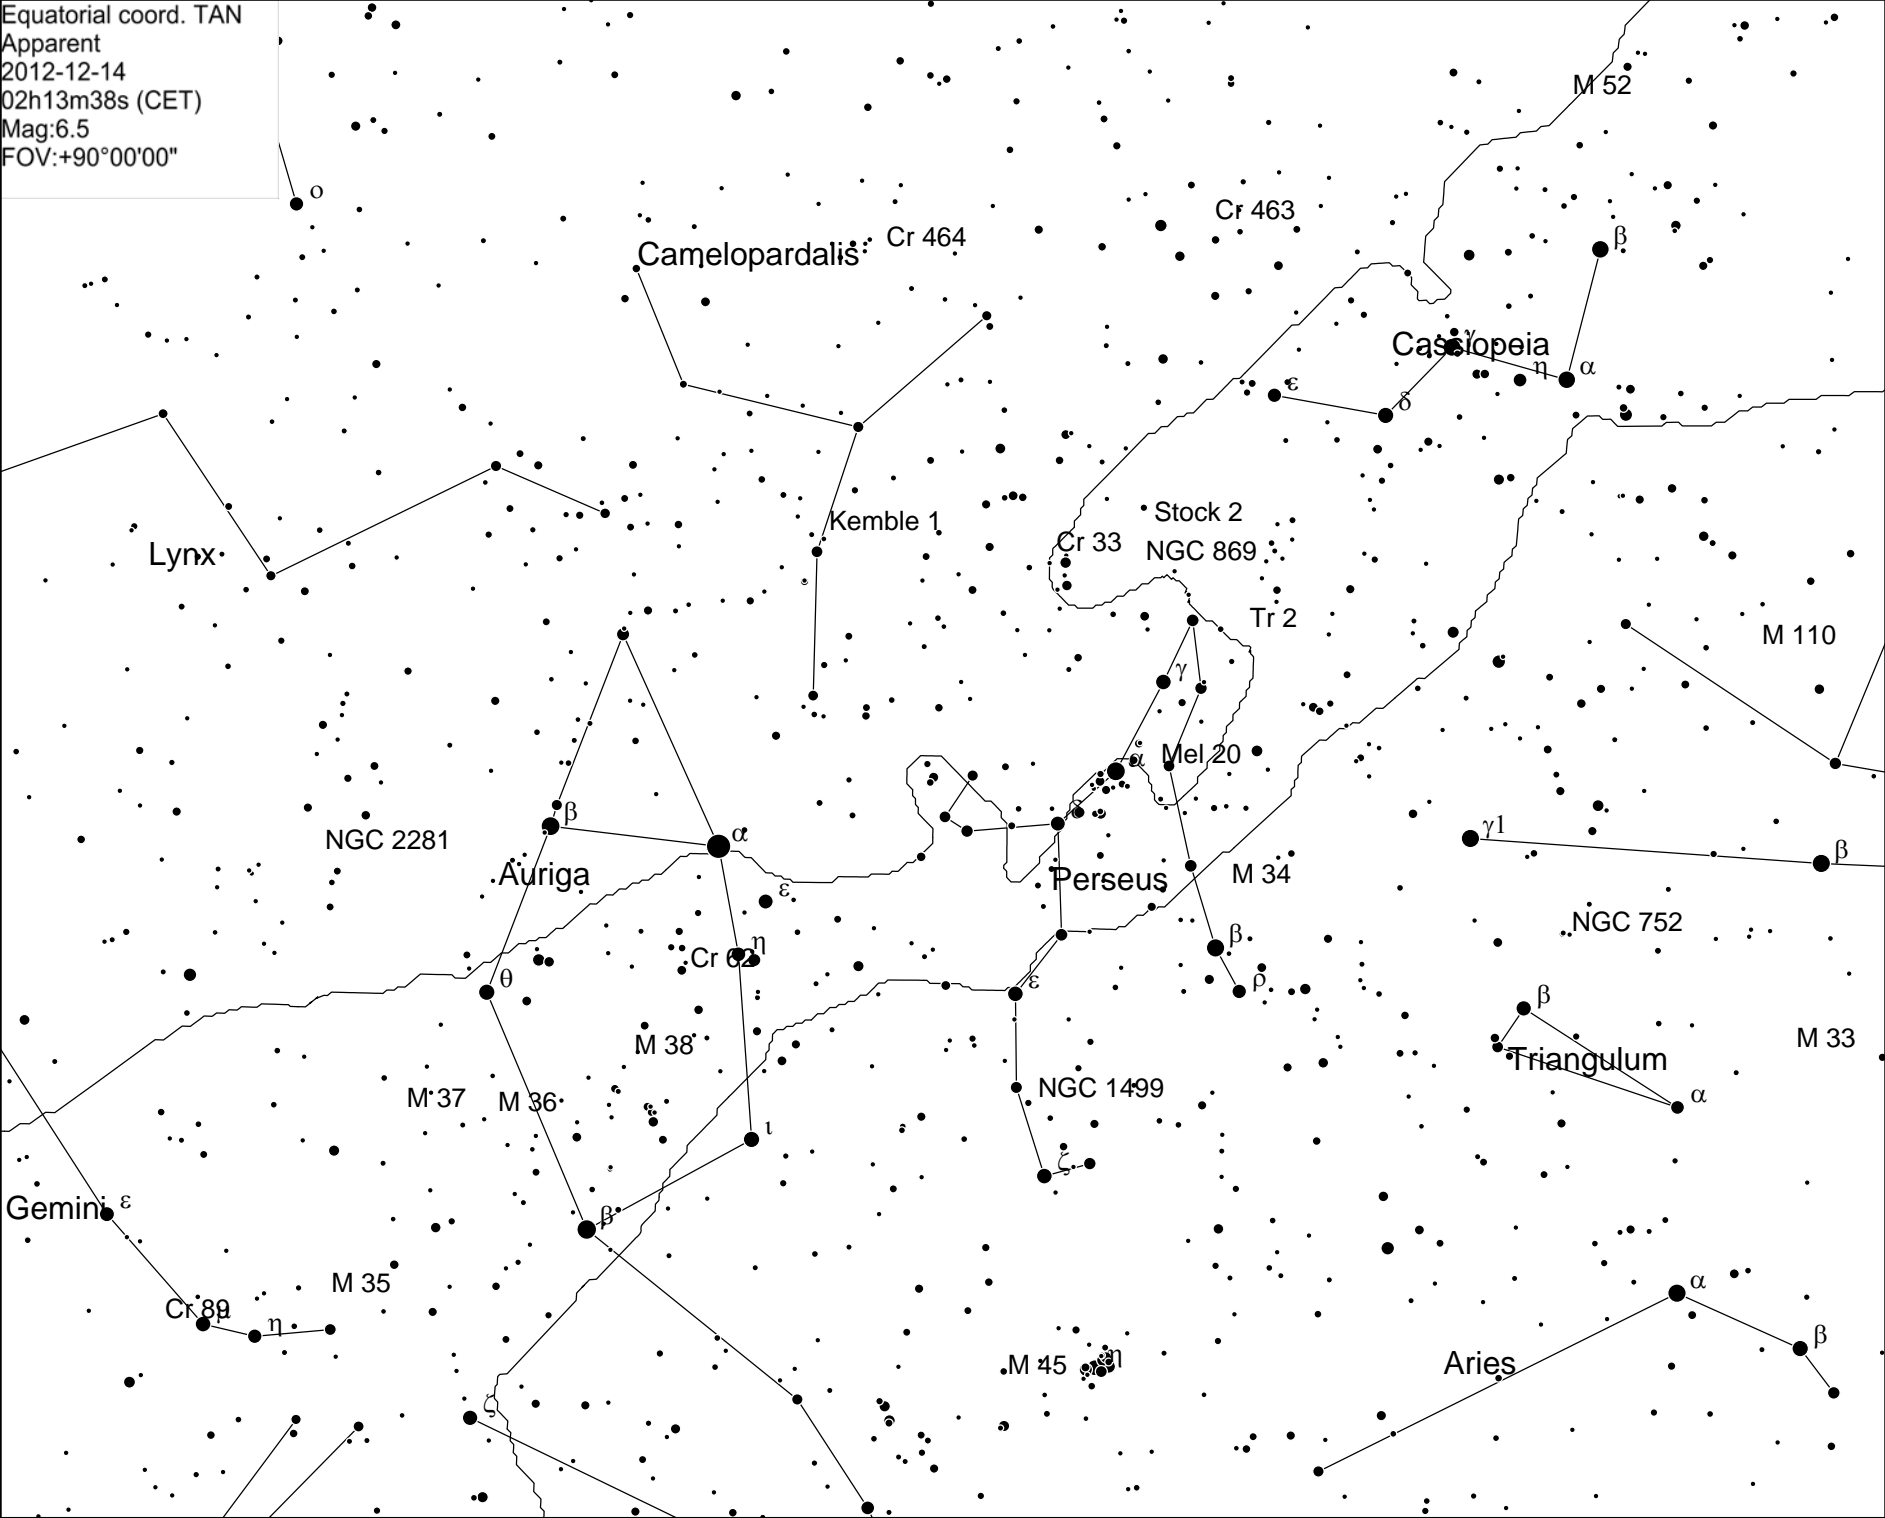 Equatorial coord. TAN
Apparent
2012-12-14
02h13m38s (CET)
Mag:6.5
FOV:+90°00'00"
M 52
ο
Cr 463
Cr 464
β
Camelopardalis
γ
Cassiopeia
η
α
ε
δ
Stock 2
Kemble 1
Cr 33
NGC 869
Lynx
Tr 2
M 110
γ
Mel 20
α
δ
β
α
NGC 2281
γ1
β
Auriga
Perseus
M 34
ε
NGC 752
β
η
Cr 62
θ
ε
ρ
β
M 38
Triangulum
M 33
M 37
M 36
NGC 1499
α
ι
ζ
Gemini
ε
β
M 35
α
Cr 89
μ
η
β
M 45
η
Aries
ζ